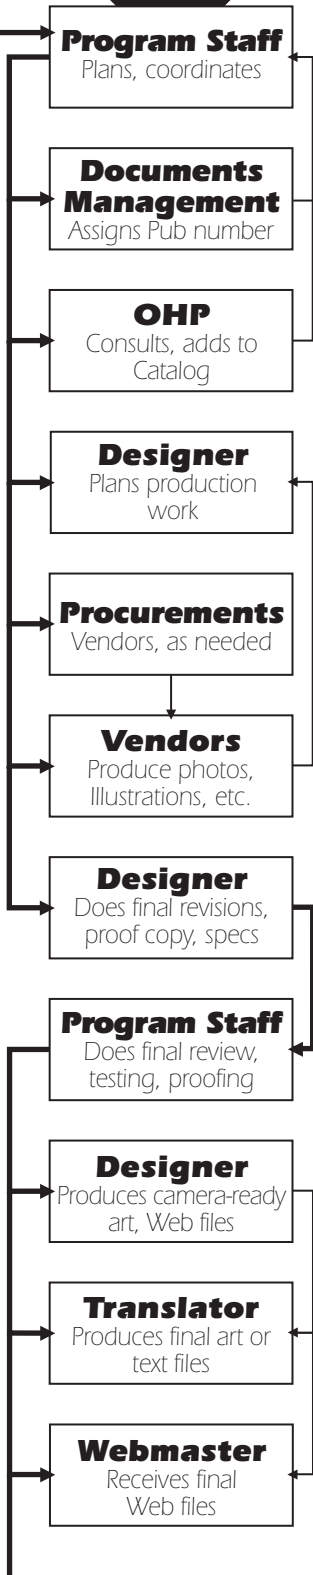 Program Staff
Plans, coordinates
Documents
Management
Assigns Pub number
OHP
Consults, adds to
Catalog
Designer
Plans production
work
Procurements
Vendors, as needed
Vendors
Produce photos,
Illustrations, etc.
Designer
Does final revisions,
proof copy, specs
Program Staff
Does final review,
testing, proofing
Designer
Produces camera-ready
art, Web files
Translator
Produces final art or
text files
Webmaster
Receives final
Web files